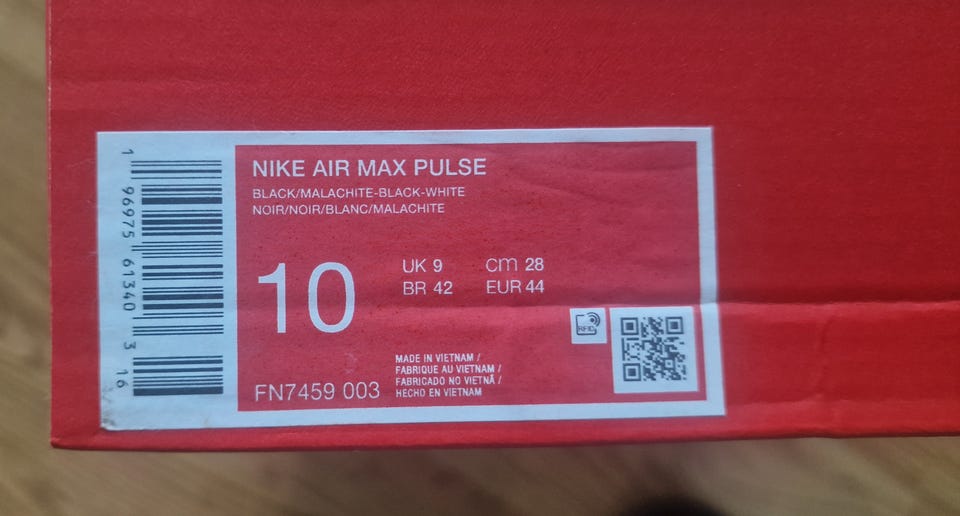 1 96975 61340 3 16
NIKE AIR MAX PULSE
BLACK/MALACHITE-BLACK-WHITE
NOIR/NOIR/BLANC/MALACHITE
10
UK 9 cm 28
BR 42 EUR 44
RFID
MADE IN VIETNAM /
FABRIQUE AU VIETNAM /
FABRICADO NO VIETNÃ /
HECHO EN VIETNAM
FN7459 003